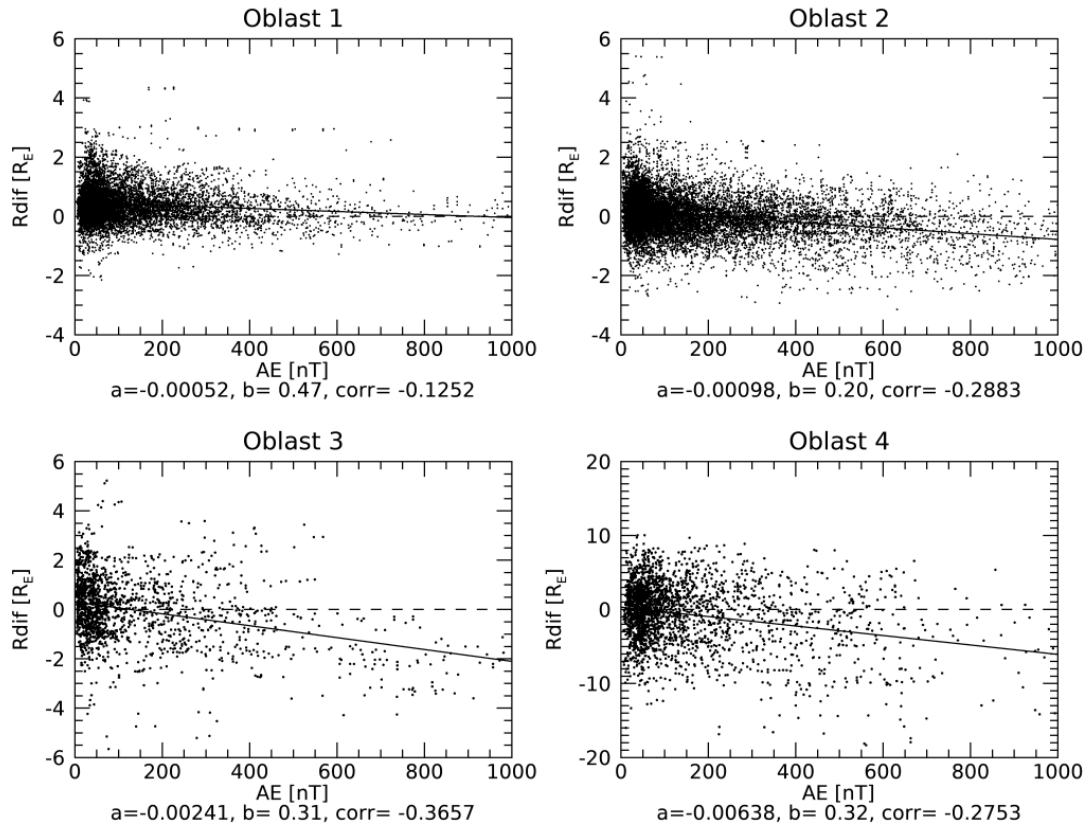 Oblast 1
6
4
2
0
-2
-4
Rdif [R_E]
0 200 400 600 800 1000
AE [nT]
a=-0.00052, b= 0.47, corr= -0.1252
Oblast 2
6
4
2
0
-2
-4
Rdif [R_E]
0 200 400 600 800 1000
AE [nT]
a=-0.00098, b= 0.20, corr= -0.2883
Oblast 3
6
4
2
0
-2
-4
-6
Rdif [R_E]
0 200 400 600 800 1000
AE [nT]
a=-0.00241, b= 0.31, corr= -0.3657
Oblast 4
20
10
0
-10
-20
Rdif [R_E]
0 200 400 600 800 1000
AE [nT]
a=-0.00638, b= 0.32, corr= -0.2753